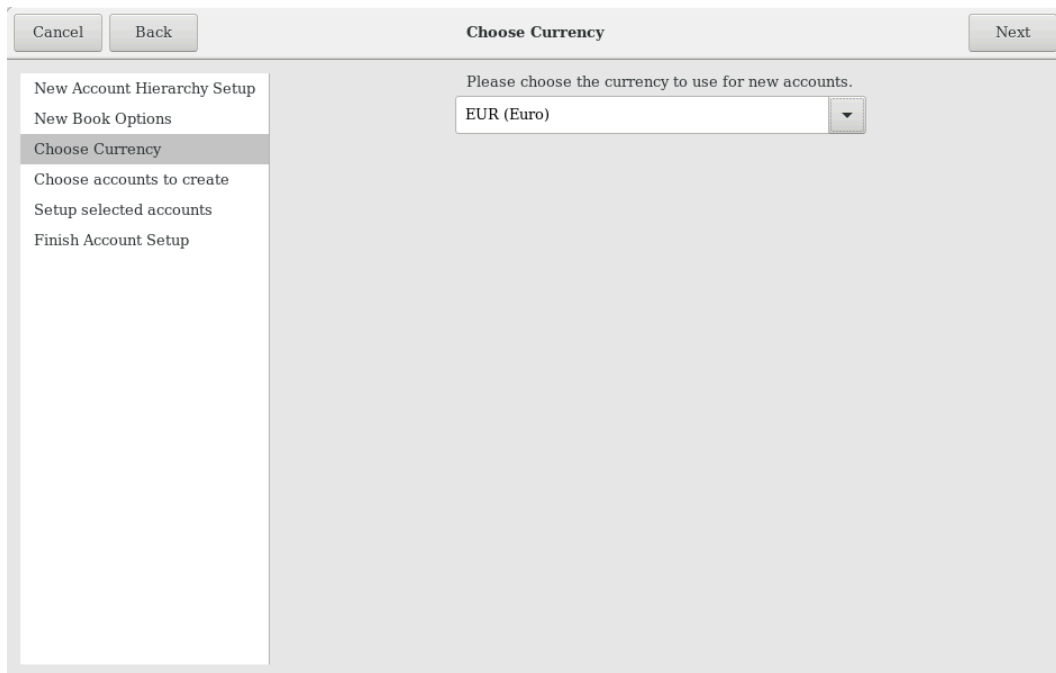 Cancel Back Choose Currency Next
New Account Hierarchy Setup
New Book Options
Choose Currency
Choose accounts to create
Setup selected accounts
Finish Account Setup
Please choose the currency to use for new accounts.
EUR (Euro)